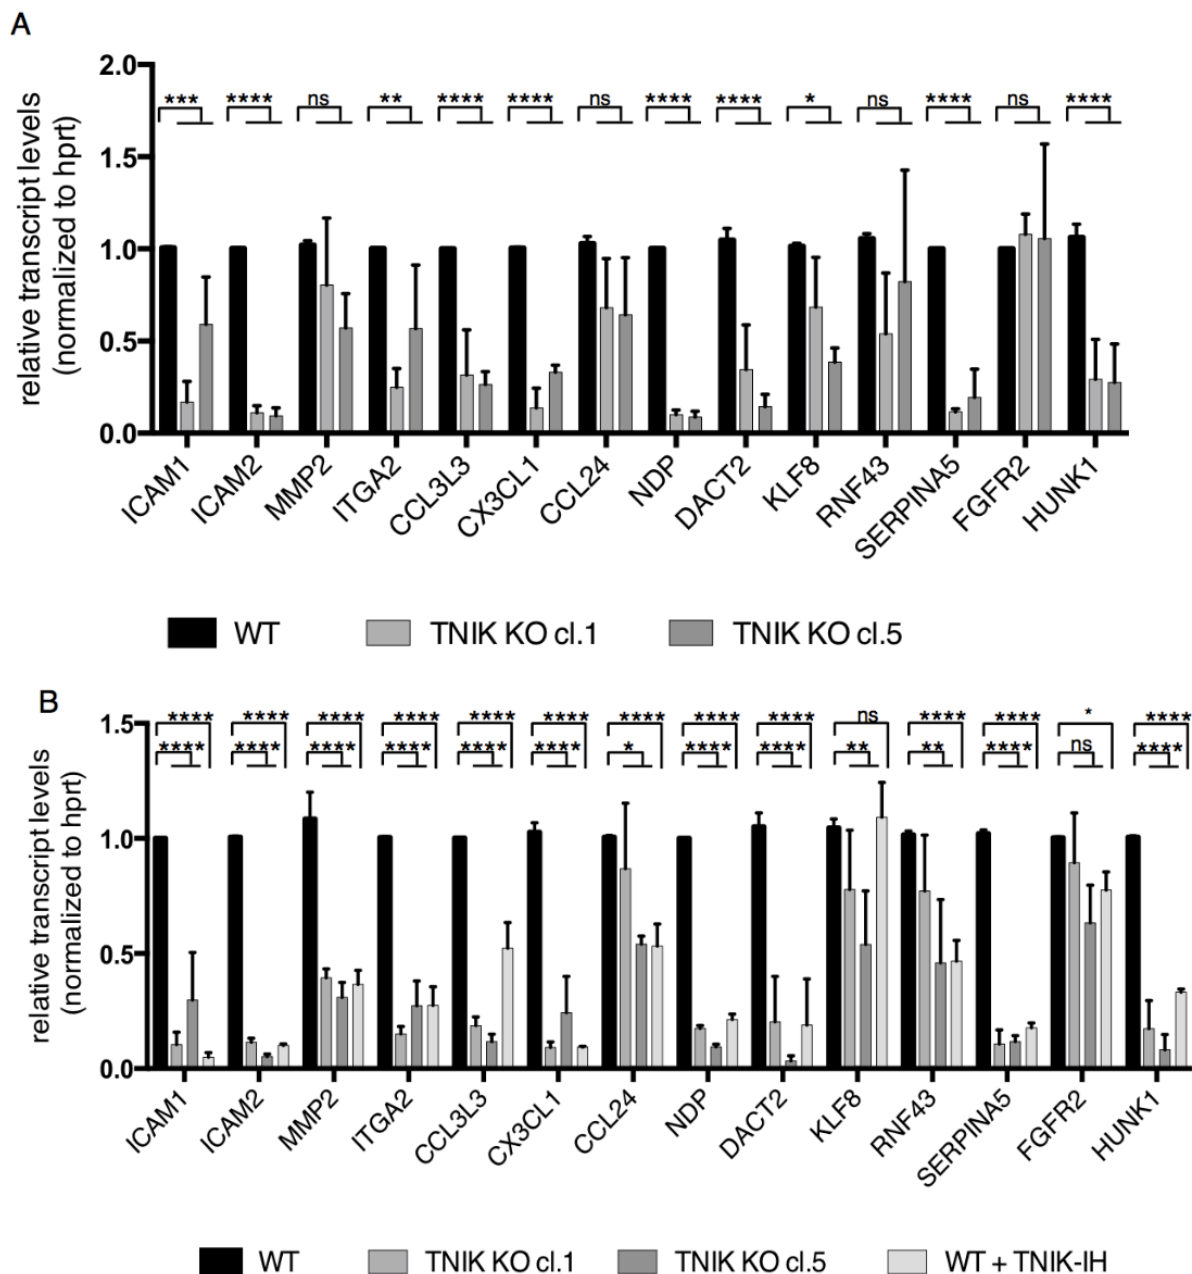 A
relative transcript levels
(normalized to hprt)
2.0
1.5
1.0
0.5
0.0
*** **** ns ** **** **** ns **** **** * ns **** ns ****
ICAM1 ICAM2 MMP2 ITGA2 CCL3L3 CX3CL1 CCL24 NDP DACT2 KLF8 RNF43 SERPINA5 FGFR2 HUNK1
WT TNIK KO cl.1 TNIK KO cl.5
B
relative transcript levels
(normalized to hprt)
1.5
1.0
0.5
0.0
**** **** **** **** **** **** **** **** **** ns **** **** * ****
**** **** **** **** **** **** * **** **** ** ** **** ns ****
ICAM1 ICAM2 MMP2 ITGA2 CCL3L3 CX3CL1 CCL24 NDP DACT2 KLF8 RNF43 SERPINA5 FGFR2 HUNK1
WT TNIK KO cl.1 TNIK KO cl.5 WT + TNIK-IH